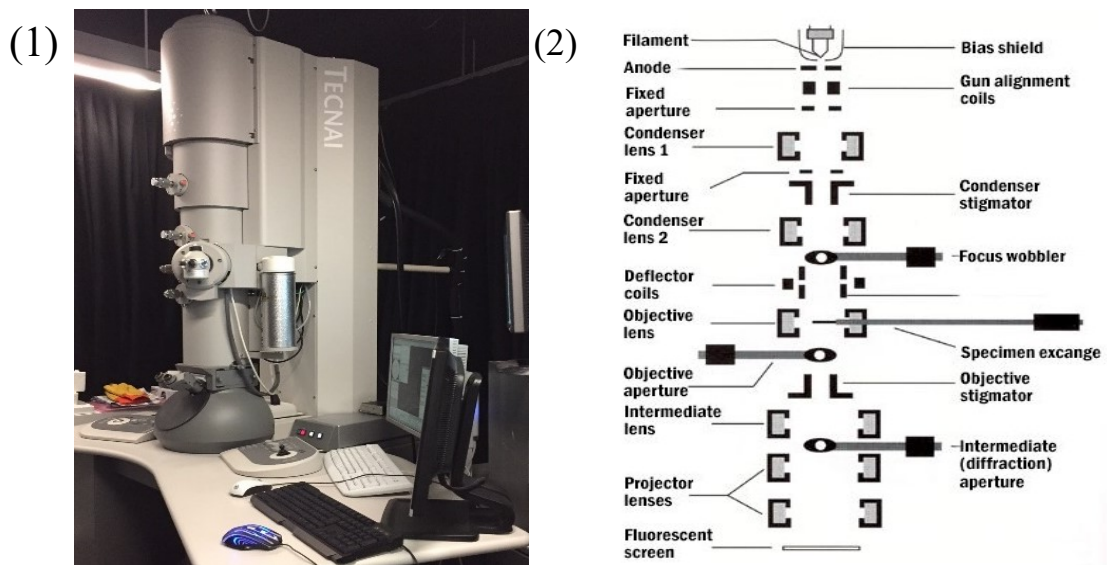 (1)
TECNAI
(2)
Filament
Bias shield
Anode
Gun alignment
coils
Fixed
aperture
Condenser
lens 1
Fixed
aperture
Condenser
stigmator
Condenser
lens 2
Focus wobbler
Deflector
coils
Objective
lens
Specimen excange
Objective
aperture
Objective
stigmator
Intermediate
lens
Intermediate
(diffraction)
aperture
Projector
lenses
Fluorescent
screen